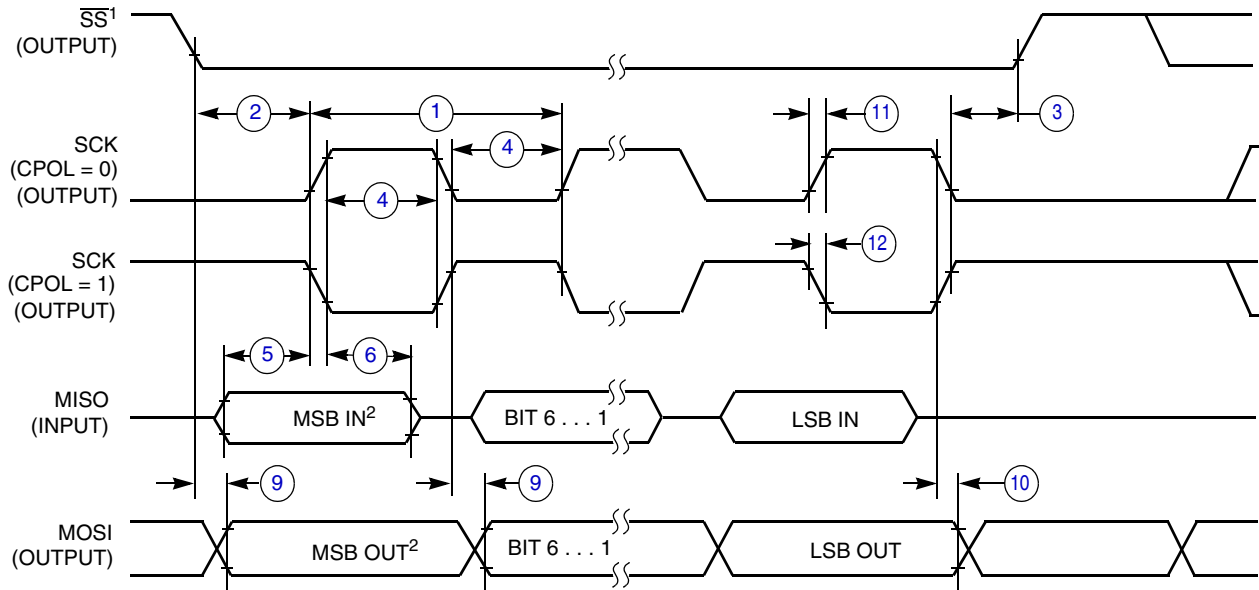 SS¹
(OUTPUT)
2
1
11
3
SCK
(CPOL = 0)
(OUTPUT)
4
4
12
SCK
(CPOL = 1)
(OUTPUT)
5
6
MISO
(INPUT)
MSB IN²
BIT 6 . . . 1
LSB IN
9
9
10
MOSI
(OUTPUT)
MSB OUT²
BIT 6 . . . 1
LSB OUT